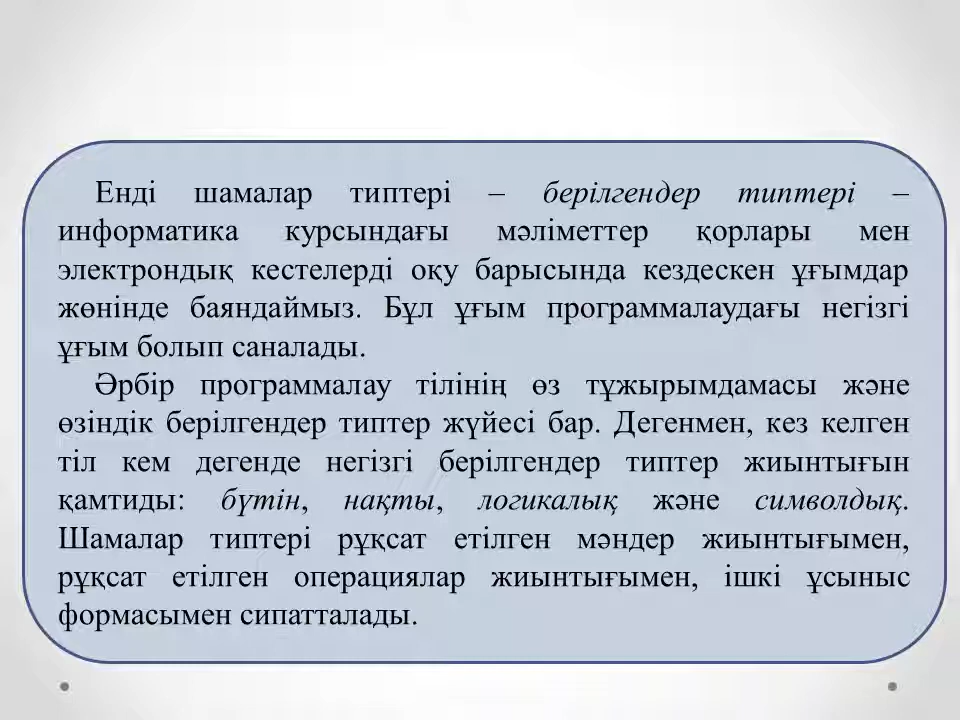 Енді шамалар типтері – берілгендер типтері –
информатика курсындағы мәліметтер қорлары мен
электрондық кестелерді оқу барысында кездескен ұғымдар
жөнінде баяндаймыз. Бұл ұғым программалаудағы негізгі
ұғым болып саналады.
Әрбір программалау тілінің өз тұжырымдамасы және
өзіндік берілгендер типтер жүйесі бар. Дегенмен, кез келген
тіл кем дегенде негізгі берілгендер типтер жиынтығын
қамтиды: бүтін, нақты, логикалық және символдық.
Шамалар типтері рұқсат етілген мәндер жиынтығымен,
рұқсат етілген операциялар жиынтығымен, ішкі ұсыныс
формасымен сипатталады.